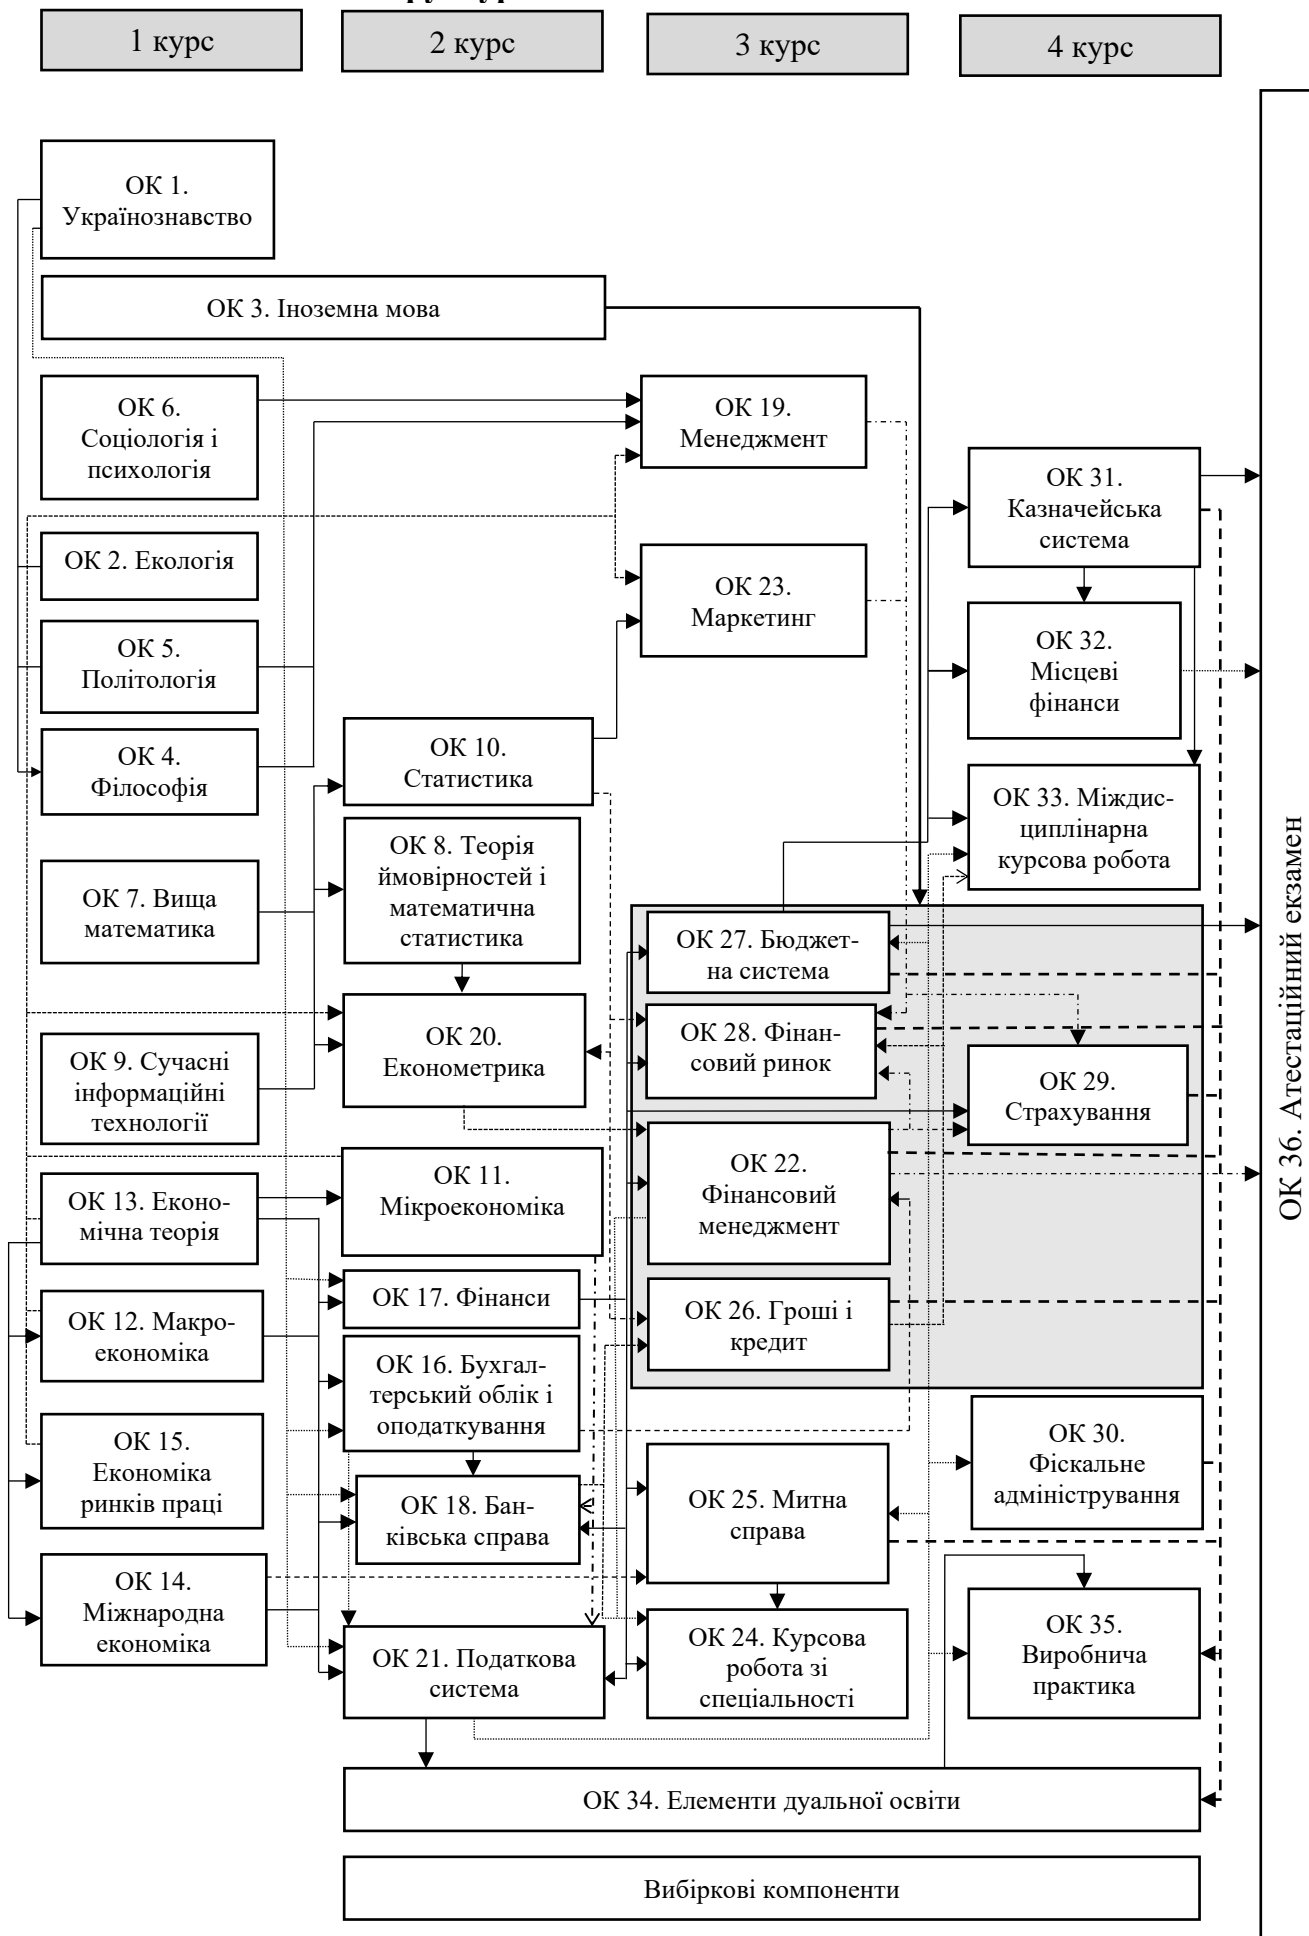 1 курс
2 курс
3 курс
4 курс
ОК 1.
Українознавство
ОК 3. Іноземна мова
ОК 6.
Соціологія і
психологія
ОК 2. Екологія
ОК 5.
Політологія
ОК 4.
Філософія
ОК 7. Вища
математика
ОК 9. Сучасні
інформаційні
технології
ОК 13. Еконо-
мічна теорія
ОК 12. Макро-
економіка
ОК 15.
Економіка
ринків праці
ОК 14.
Міжнародна
економіка
ОК 10.
Статистика
ОК 8. Теорія
ймовірностей і
математична
статистика
ОК 20.
Економетрика
ОК 11.
Мікроекономіка
ОК 17. Фінанси
ОК 16. Бухгал-
терський облік і
оподаткування
ОК 18. Бан-
ківська справа
ОК 21. Податкова
система
ОК 19.
Менеджмент
ОК 23.
Маркетинг
ОК 27. Бюджет-
на система
ОК 28. Фінан-
совий ринок
ОК 22.
Фінансовий
менеджмент
ОК 26. Гроші і
кредит
ОК 25. Митна
справа
ОК 24. Курсова
робота зі
спеціальності
ОК 31.
Казначейська
система
ОК 32.
Місцеві
фінанси
ОК 33. Міждис-
циплінарна
курсова робота
ОК 29.
Страхування
ОК 30.
Фіскальне
адміністрування
ОК 35.
Виробнича
практика
ОК 34. Елементи дуальної освіти
Вибіркові компоненти
ОК 36. Атестаційний екзамен